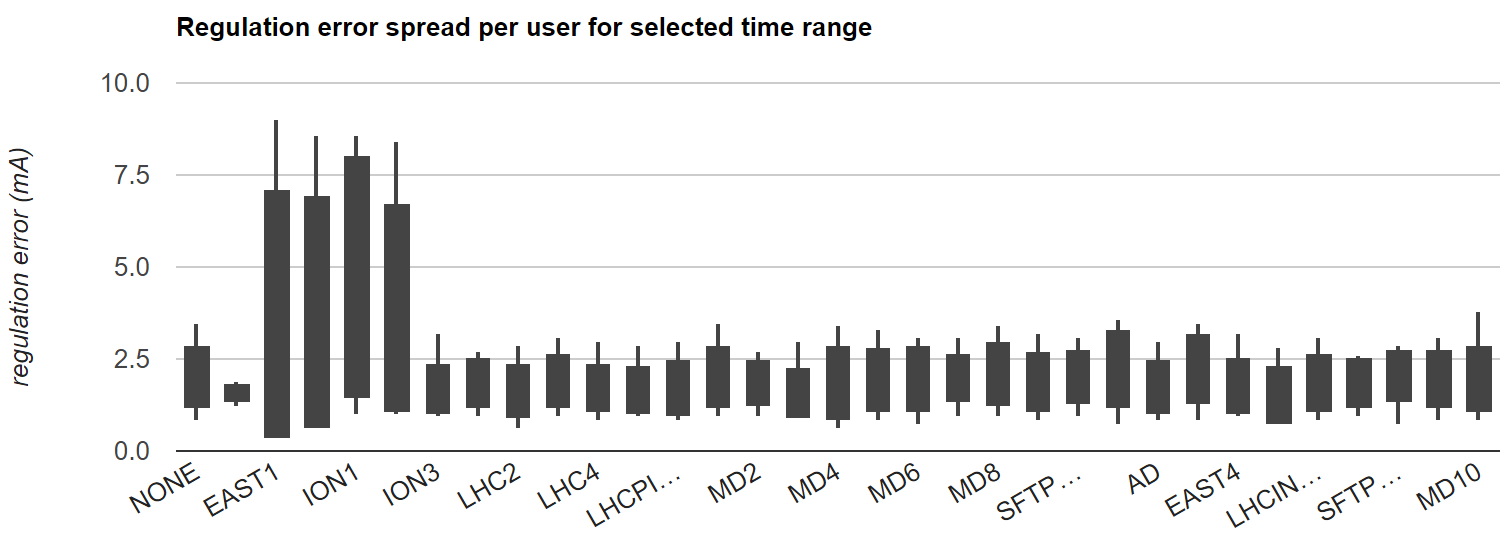 Regulation error spread per user for selected time range
regulation error (mA)
10.0
7.5
5.0
2.5
0.0
NONE
EAST1
ION1
ION3
LHC2
LHC4
LHCPI…
MD2
MD4
MD6
MD8
SFTP…
AD
EAST4
LHCIN…
SFTP…
MD10